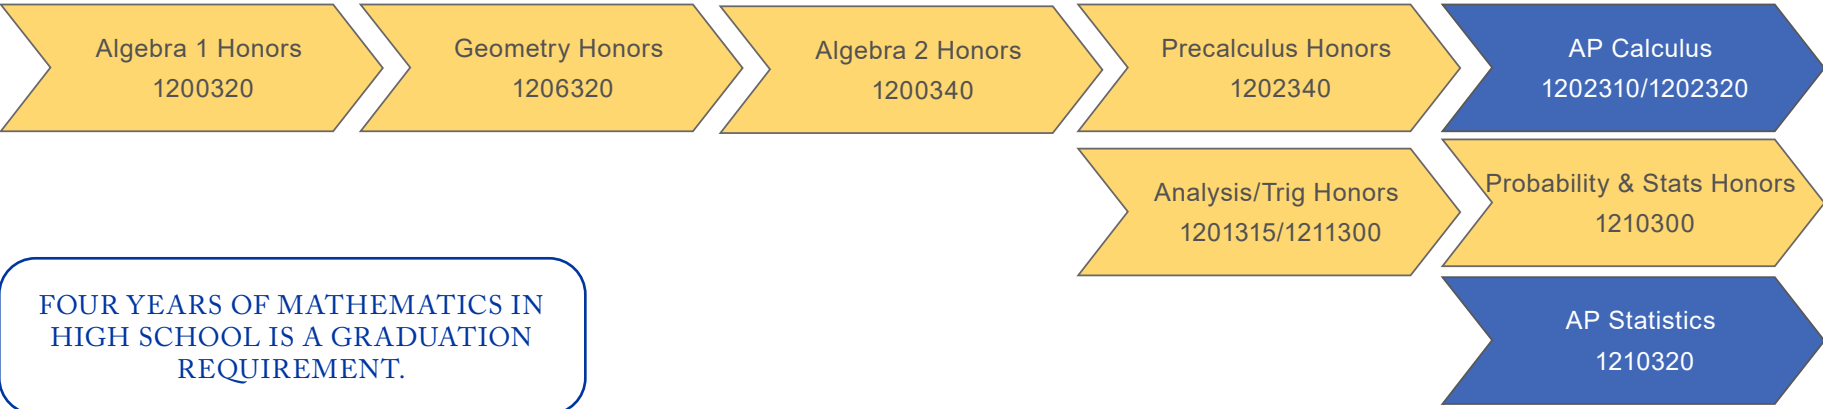 Algebra 1 Honors
1200320
Geometry Honors
1206320
Algebra 2 Honors
1200340
Precalculus Honors
1202340
AP Calculus
1202310/1202320
Analysis/Trig Honors
1201315/1211300
Probability & Stats Honors
1210300
AP Statistics
1210320
FOUR YEARS OF MATHEMATICS IN
HIGH SCHOOL IS A GRADUATION
REQUIREMENT.